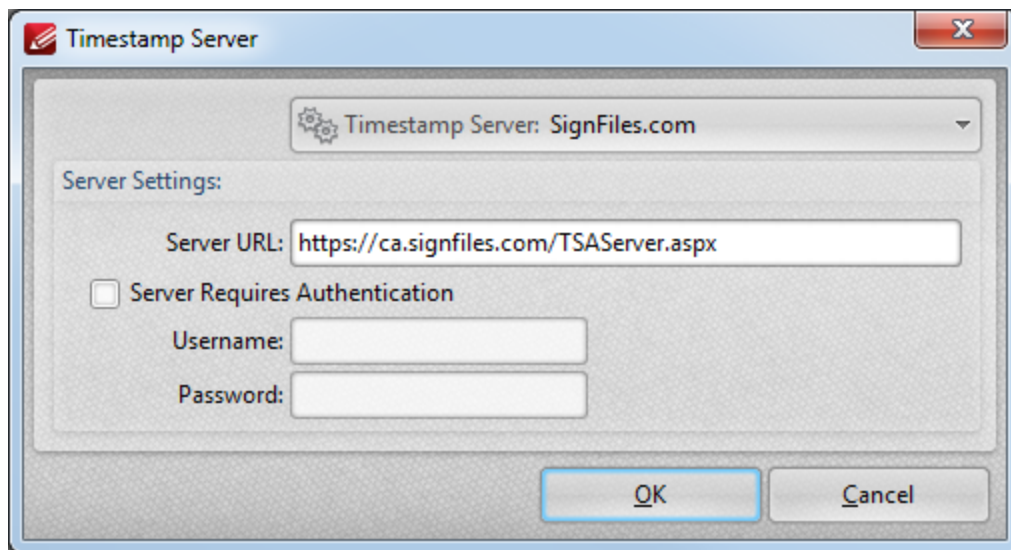 Timestamp Server
Timestamp Server: SignFiles.com
Server Settings:
Server URL: https://ca.signfiles.com/TSAServer.aspx
Server Requires Authentication
Username:
Password:
OK Cancel